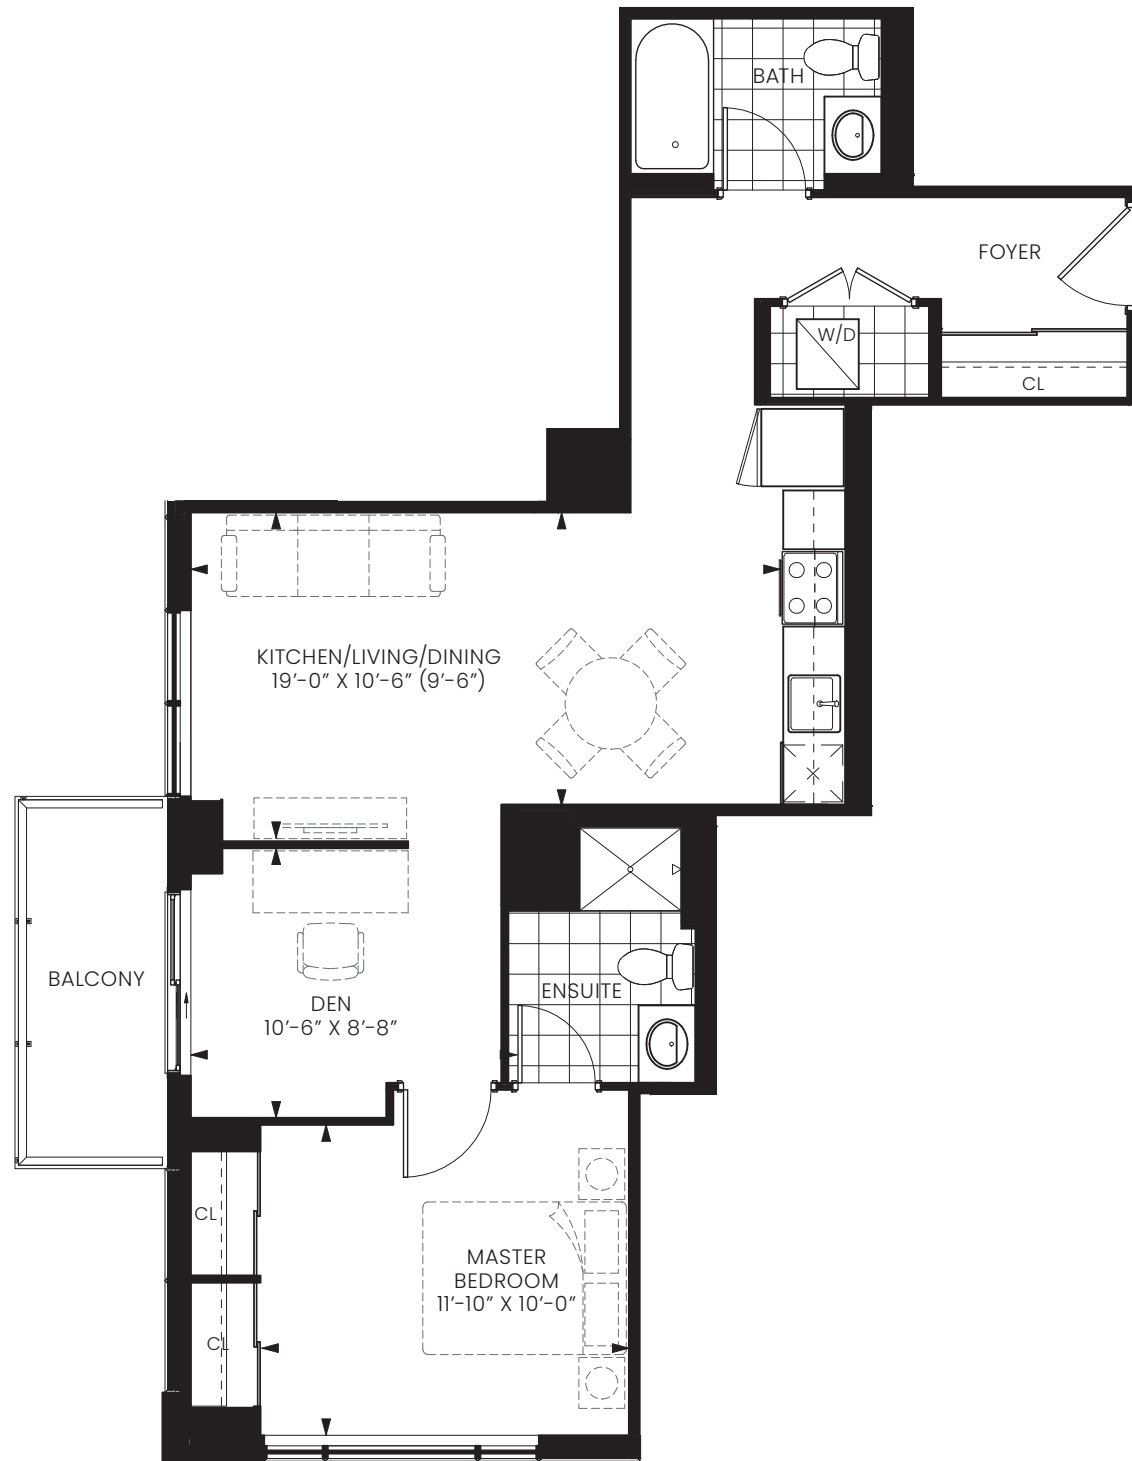 BATH
FOYER
W/D
CL
KITCHEN/LIVING/DINING
19’-0” X 10’-6” (9’-6”)
BALCONY
ENSUITE
DEN
10’-6” X 8’-8”
CL
MASTER
BEDROOM
11’-10” X 10’-0”
CL